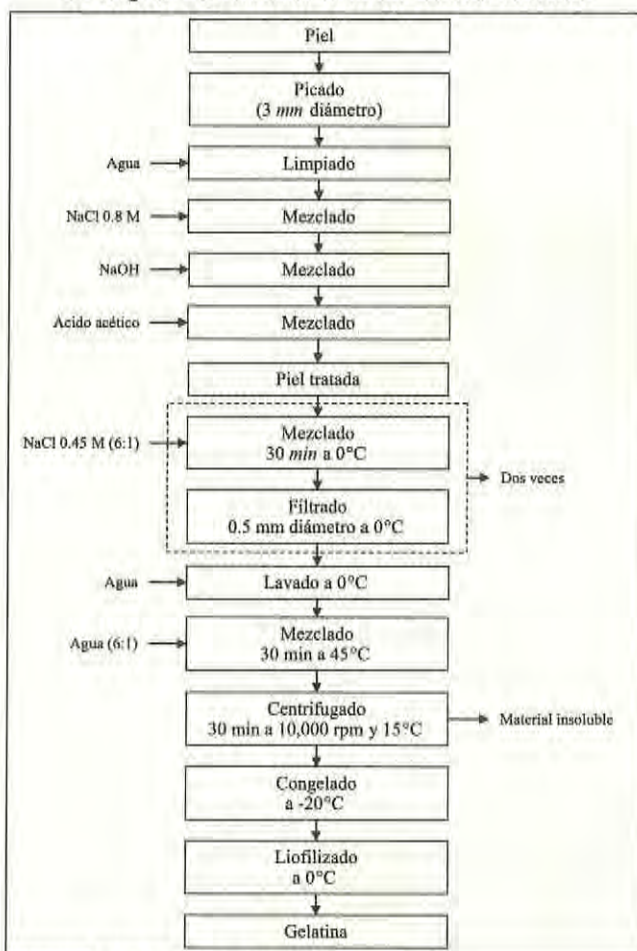 Piel
Picado
(3 mm diámetro)
Agua
Limpiado
NaCl 0.8 M
Mezclado
NaOH
Mezclado
Acido acético
Mezclado
Piel tratada
NaCl 0.45 M (6:1)
Mezclado
30 min a 0°C
Dos veces
Filtrado
0.5 mm diámetro a 0°C
Agua
Lavado a 0°C
Agua (6:1)
Mezclado
30 min a 45°C
Centrifugado
30 min a 10,000 rpm y 15°C
Material insoluble
Congelado
a -20°C
Liofilizado
a 0°C
Gelatina